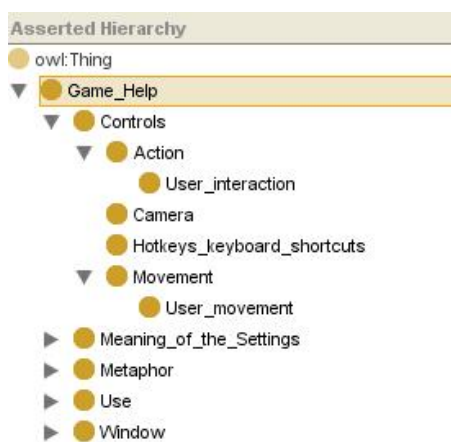 Asserted Hierarchy
owl:Thing
Game_Help
Controls
Action
User_interaction
Camera
Hotkeys_keyboard_shortcuts
Movement
User_movement
Meaning_of_the_Settings
Metaphor
Use
Window